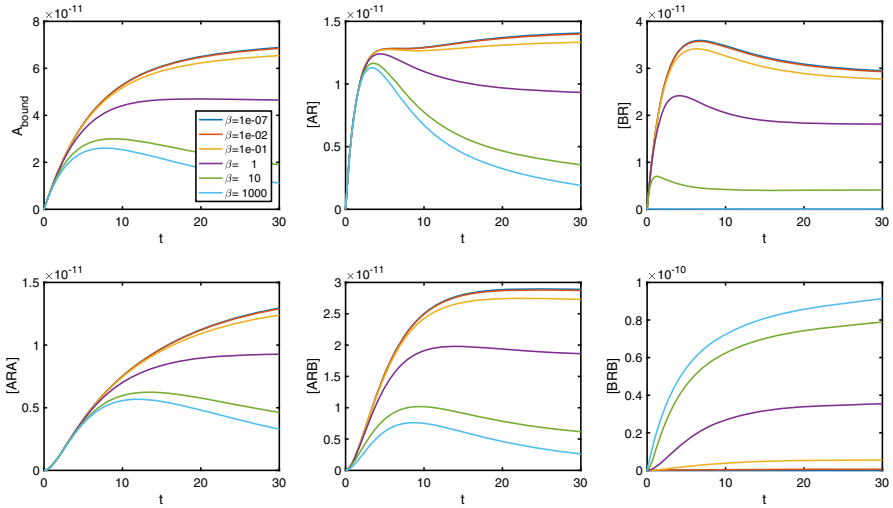 ×10⁻¹¹
A_bound
8
6
4
2
0
0 10 20 30
t
β=1e-07
β=1e-02
β=1e-01
β= 1
β= 10
β= 1000
×10⁻¹¹
[AR]
1.5
1
0.5
0
0 10 20 30
t
×10⁻¹¹
[BR]
4
3
2
1
0
0 10 20 30
t
×10⁻¹¹
[ARA]
1.5
1
0.5
0
0 10 20 30
t
×10⁻¹¹
[ARB]
3
2.5
2
1.5
1
0.5
0
0 10 20 30
t
×10⁻¹⁰
[BRB]
1
0.8
0.6
0.4
0.2
0
0 10 20 30
t